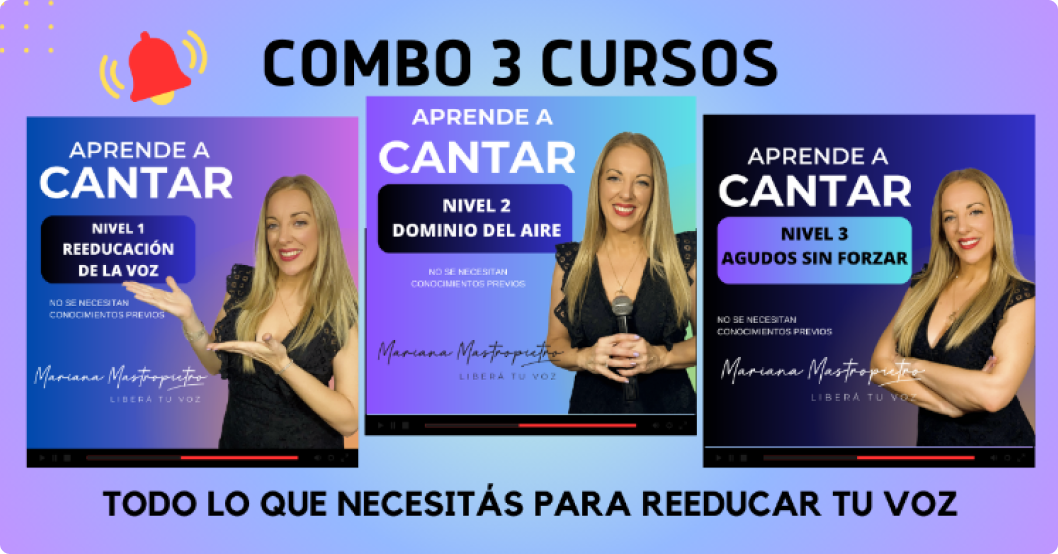 COMBO 3 CURSOS
APRENDE A
CANTAR
NIVEL 1
REEDUCACIÓN
DE LA VOZ
NO SE NECESITAN
CONOCIMIENTOS PREVIOS
Mariana Mastropietro
LIBERÁ TU VOZ
APRENDE A
CANTAR
NIVEL 2
DOMINIO DEL AIRE
NO SE NECESITAN
CONOCIMIENTOS PREVIOS
Mariana Mastropietro
LIBERÁ TU VOZ
APRENDE A
CANTAR
NIVEL 3
AGUDOS SIN FORZAR
NO SE NECESITAN
CONOCIMIENTOS PREVIOS
Mariana Mastropietro
LIBERÁ TU VOZ
TODO LO QUE NECESITÁS PARA REEDUCAR TU VOZ